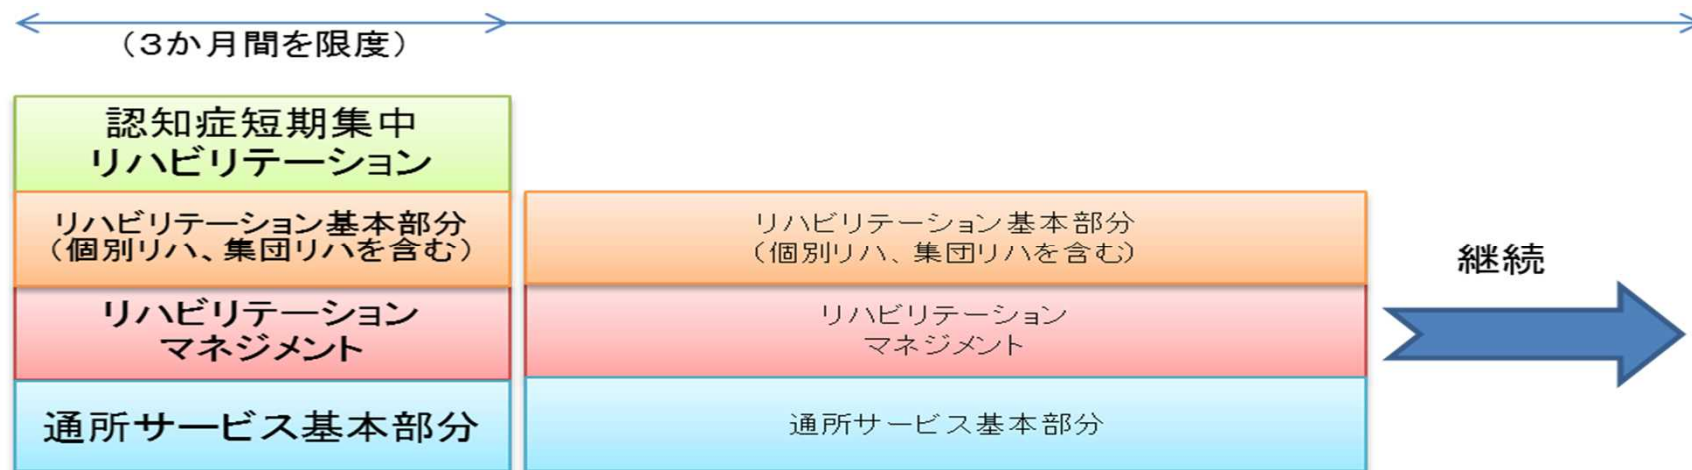 （３か月間を限度）
認知症短期集中
リハビリテーション
リハビリテーション基本部分
（個別リハ、集団リハを含む）
リハビリテーション
マネジメント
通所サービス基本部分
リハビリテーション基本部分
（個別リハ、集団リハを含む）
リハビリテーション
マネジメント
通所サービス基本部分
継続